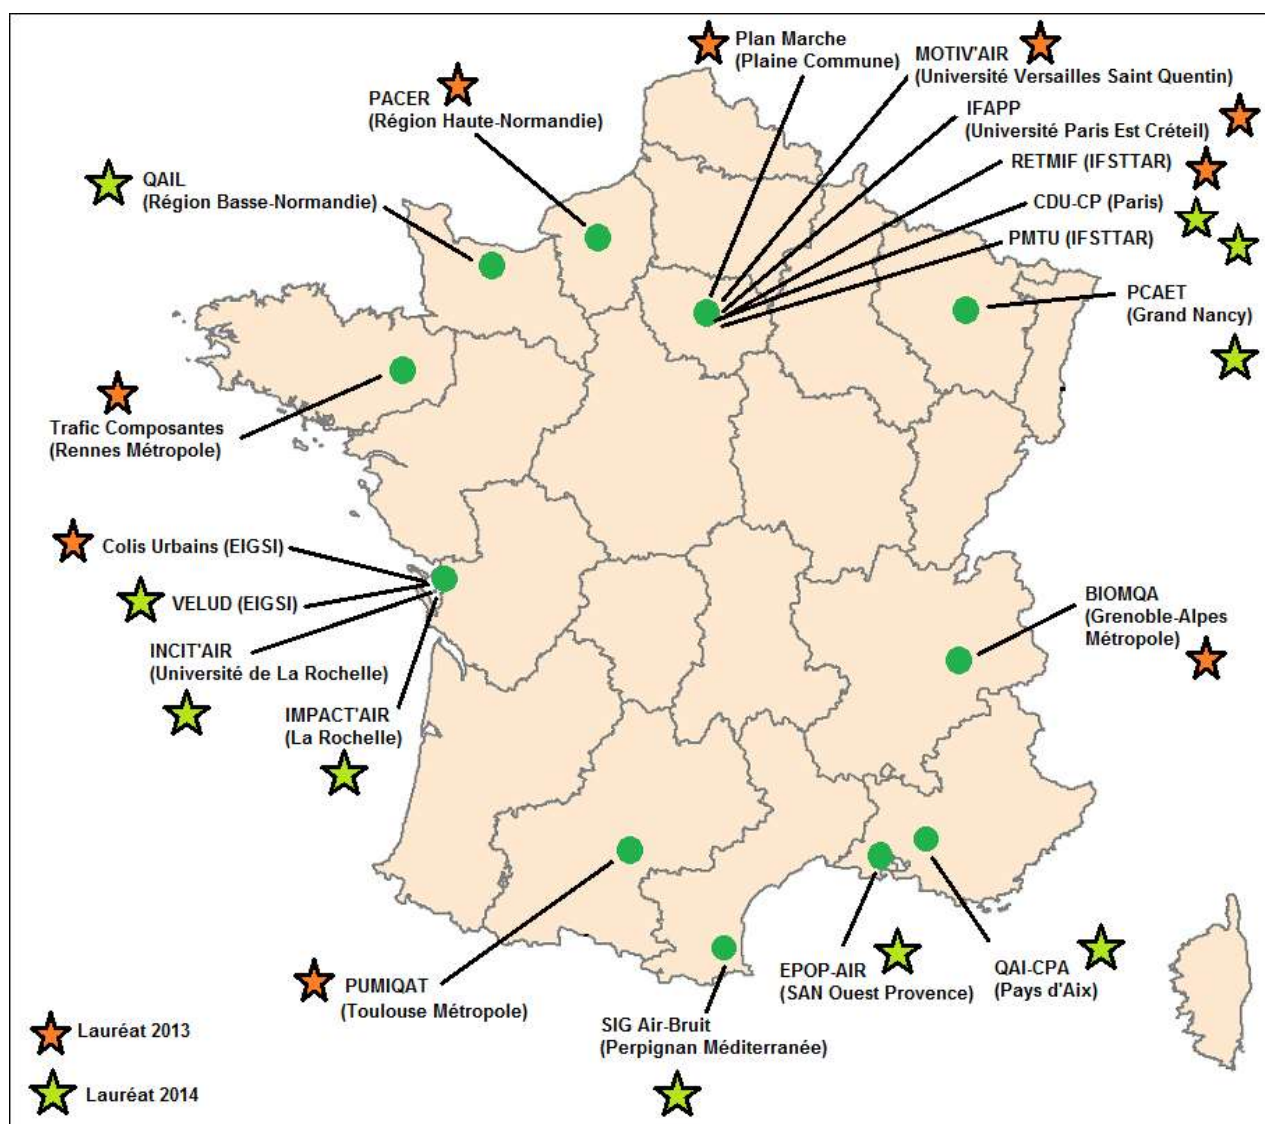 Plan Marche
(Plaine Commune)
MOTIV'AIR
(Université Versailles Saint Quentin)
PACER
(Région Haute-Normandie)
IFAPP
(Université Paris Est Créteil)
RETMIF (IFSTTAR)
QAIL
(Région Basse-Normandie)
CDU-CP (Paris)
PMTU (IFSTTAR)
PCAET
(Grand Nancy)
Trafic Composantes
(Rennes Métropole)
Colis Urbains (EIGSI)
VELUD (EIGSI)
BIOMQA
(Grenoble-Alpes
Métropole)
INCIT'AIR
(Université de La Rochelle)
IMPACT'AIR
(La Rochelle)
EPOP-AIR
(SAN Ouest Provence)
QAI-CPA
(Pays d'Aix)
PUMIQAT
(Toulouse Métropole)
SIG Air-Bruit
(Perpignan Méditerranée)
Lauréat 2013
Lauréat 2014